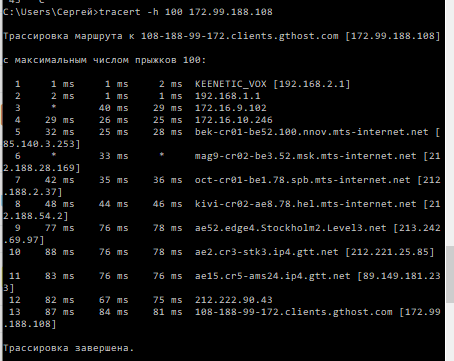 C:\Users\Сергей>tracert -h 100 172.99.188.108
Трассировка маршрута к 108-188-99-172.clients.gthost.com [172.99.188.108]
с максимальным числом прыжков 100:
1 1 ms 1 ms 2 ms KEENETIC_VOX [192.168.2.1]
2 2 ms 1 ms 1 ms 192.168.1.1
3 * 40 ms 29 ms 172.16.9.102
4 29 ms 26 ms 25 ms 172.16.10.246
5 32 ms 25 ms 28 ms bek-cr01-be52.100.nnov.mts-internet.net [
85.140.3.253]
6 * 33 ms * mag9-cr02-be3.52.msk.mts-internet.net [21
2.188.28.169]
7 42 ms 35 ms 36 ms oct-cr01-be1.78.spb.mts-internet.net [212
.188.2.37]
8 48 ms 44 ms 46 ms kivi-cr02-ae8.78.hel.mts-internet.net [21
2.188.54.2]
9 77 ms 76 ms 78 ms ae52.edge4.Stockholm2.Level3.net [213.242
.69.97]
10 88 ms 76 ms 78 ms ae2.cr3-stk3.ip4.gtt.net [212.221.25.85]
11 83 ms 76 ms 76 ms ae15.cr5-ams24.ip4.gtt.net [89.149.181.23
3]
12 82 ms 67 ms 75 ms 212.222.90.43
13 87 ms 84 ms 81 ms 108-188-99-172.clients.gthost.com [172.99
.188.108]
Трассировка завершена.